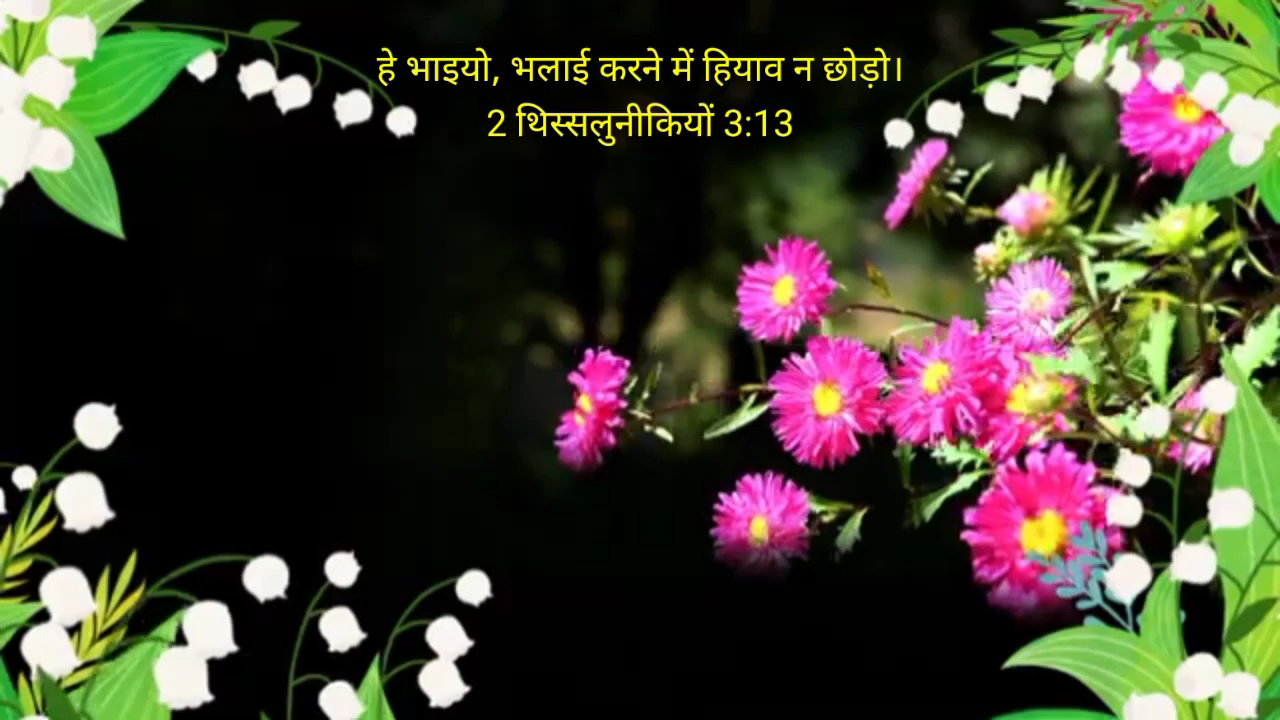 हे भाइयो, भलाई करने में हियाव न छोड़ो।
2 थिस्सलुनीकियों 3:13